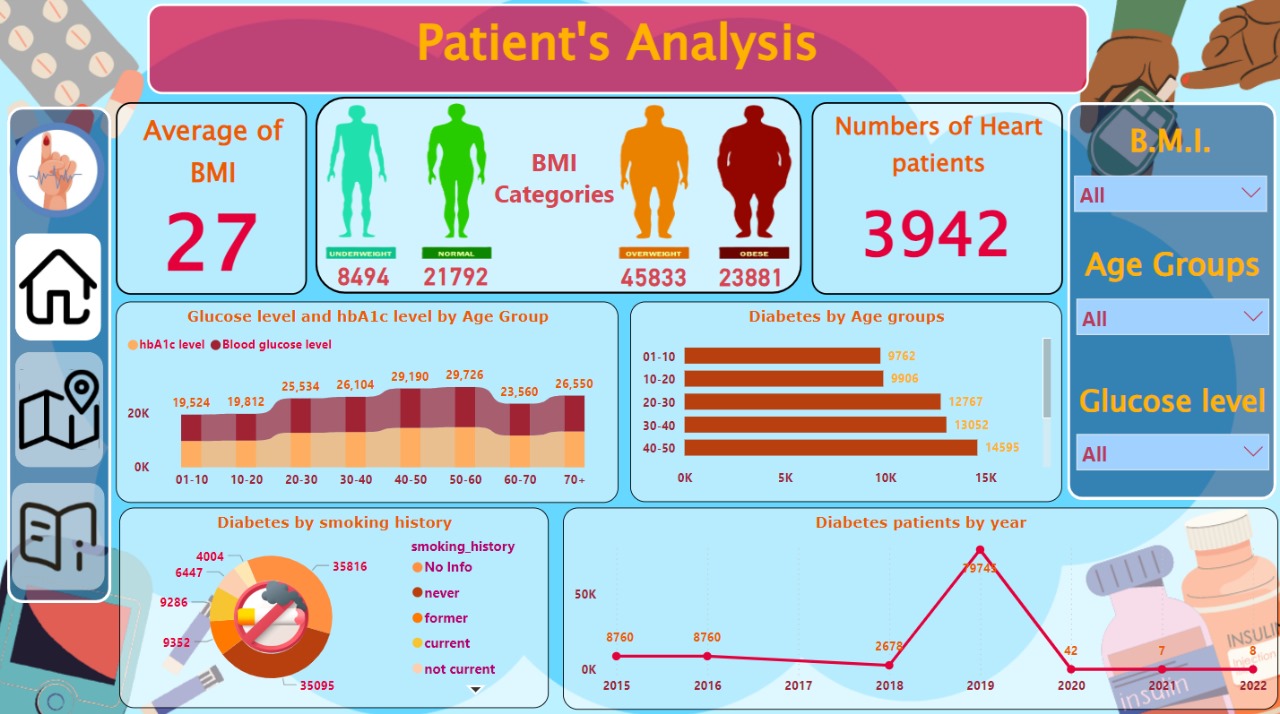 Patient's Analysis
Average of
BMI
27
BMI
Categories
UNDERWEIGHT
NORMAL
OVERWEIGHT
OBESE
8494
21792
45833
23881
Numbers of Heart
patients
3942
B.M.I.
All
Age Groups
All
Glucose level
All
Glucose level and hbA1c level by Age Group
hbA1c level
Blood glucose level
20K
0K
19,524
19,812
25,534
26,104
29,190
29,726
23,560
26,550
01-10
10-20
20-30
30-40
40-50
50-60
60-70
70+
Diabetes by Age groups
01-10 9762
10-20 9906
20-30 12767
30-40 13052
40-50 14595
0K 5K 10K 15K
Diabetes by smoking history
4004
6447
9286
9352
35816
35095
smoking_history
No Info
never
former
current
not current
Diabetes patients by year
50K
0K
8760
8760
2678
79743
42
7
8
2015
2016
2017
2018
2019
2020
2021
2022
insulin
INSULIN
Injection